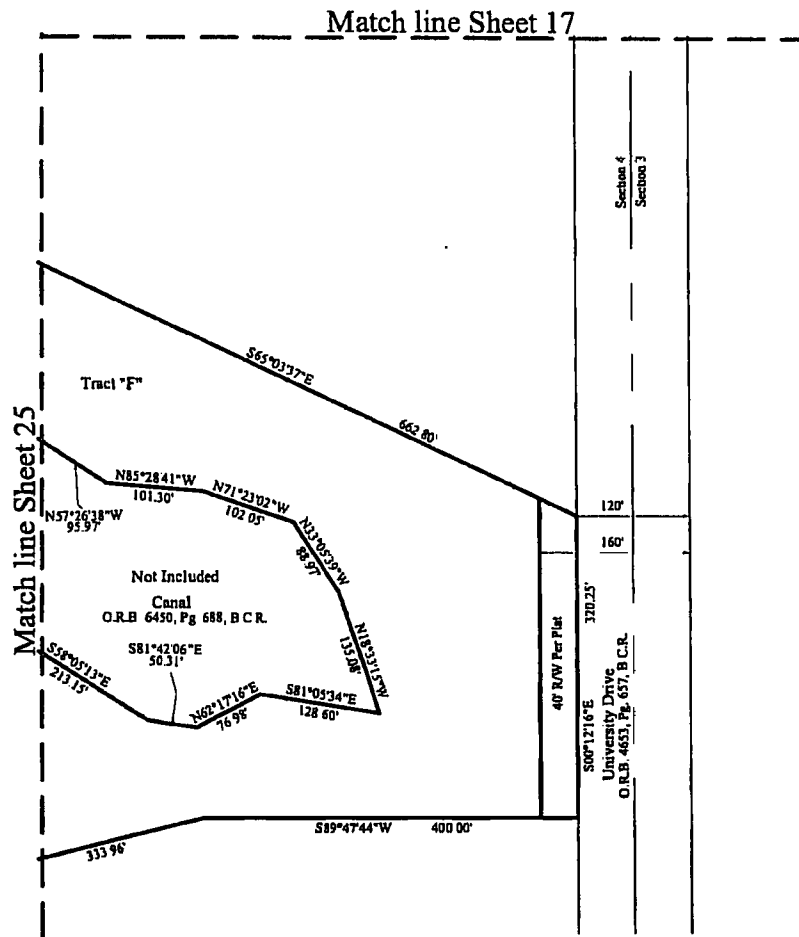 Match line Sheet 17
Section 4
Section 3
S65°03'37"E
662 80'
Tract "F"
Match line Sheet 25
N85°28'41"W
101.30'
N71°23'02"W
102 05'
N57°26'38"W
95.97'
N33°05'39"W
88.97'
120'
160'
Not Included
Canal
O.R.B 6450, Pg 688, B C R.
S81°42'06"E
50.31'
N18°33'15"W
135.08'
S58°05'13"E
213.15'
N62°17'16"E
76 98'
S81°05'34"E
128 60'
40' R/W Per Plat
320.25'
S00°12'16"E
University Drive
O.R.B. 4653, Pg. 657, B C.R.
S89°47'44"W
400 00'
333 96'